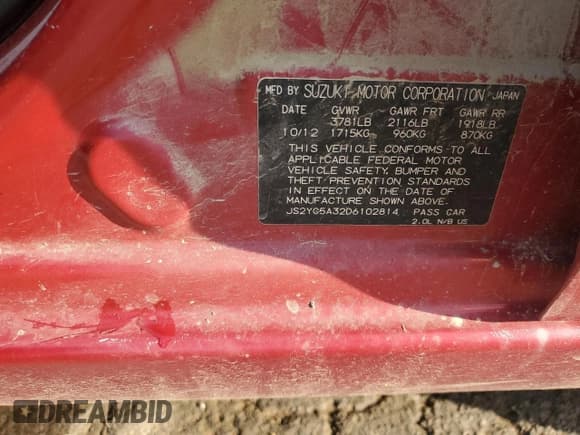 MFD BY SUZUKI MOTOR CORPORATION JAPAN
DATE GVWR GAWR FRT GAWR RR
3781LB 2116LB 1918LB
10/12 1715KG 960KG 870KG
THIS VEHICLE CONFORMS TO ALL
APPLICABLE FEDERAL MOTOR
VEHICLE SAFETY, BUMPER AND
THEFT PREVENTION STANDARDS
IN EFFECT ON THE DATE OF
MANUFACTURE SHOWN ABOVE.
JS2YG5A32D6102814 PASS CAR
2.0L N/B US
DREAMBID